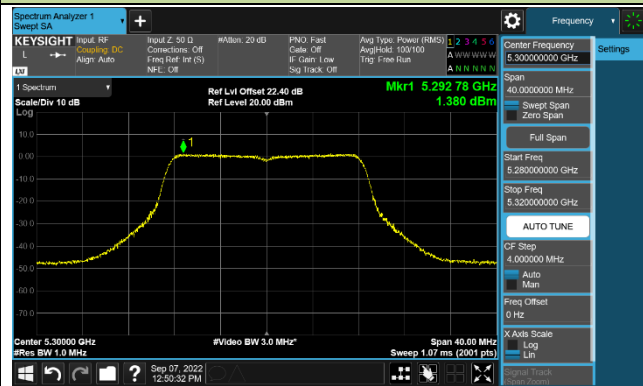 Spectrum Analyzer 1
Swept SA
+
Frequency
KEYSIGHT
L
LXI
Input: RF
Coupling: DC
Align: Auto
Input Z: 50 Ω
Corrections: Off
Freq Ref: Int (S)
NFE: Off
#Atten: 20 dB
PNO: Fast
Gate: Off
IF Gain: Low
Sig Track: Off
Avg Type: Power (RMS)
Avg|Hold: 100/100
Trig: Free Run
1 2 3 4 5 6
A W W W W W
A N N N N N
1 Spectrum
Scale/Div 10 dB
Log
Ref Lvl Offset 22.40 dB
Ref Level 20.00 dBm
Mkr1 5.292 78 GHz
1.380 dBm
1
10.0
0.00
-10.0
-20.0
-30.0
-40.0
-50.0
-60.0
-70.0
Center 5.30000 GHz
#Res BW 1.0 MHz
#Video BW 3.0 MHz*
Span 40.00 MHz
Sweep 1.07 ms (2001 pts)
Sep 07, 2022
12:50:32 PM
?
Center Frequency
5.300000000 GHz
Settings
Span
40.0000000 MHz
Swept Span
Zero Span
Full Span
Start Freq
5.280000000 GHz
Stop Freq
5.320000000 GHz
AUTO TUNE
CF Step
4.000000 MHz
Auto
Man
Freq Offset
0 Hz
X Axis Scale
Log
Lin
Signal Track
(Span Zoom)